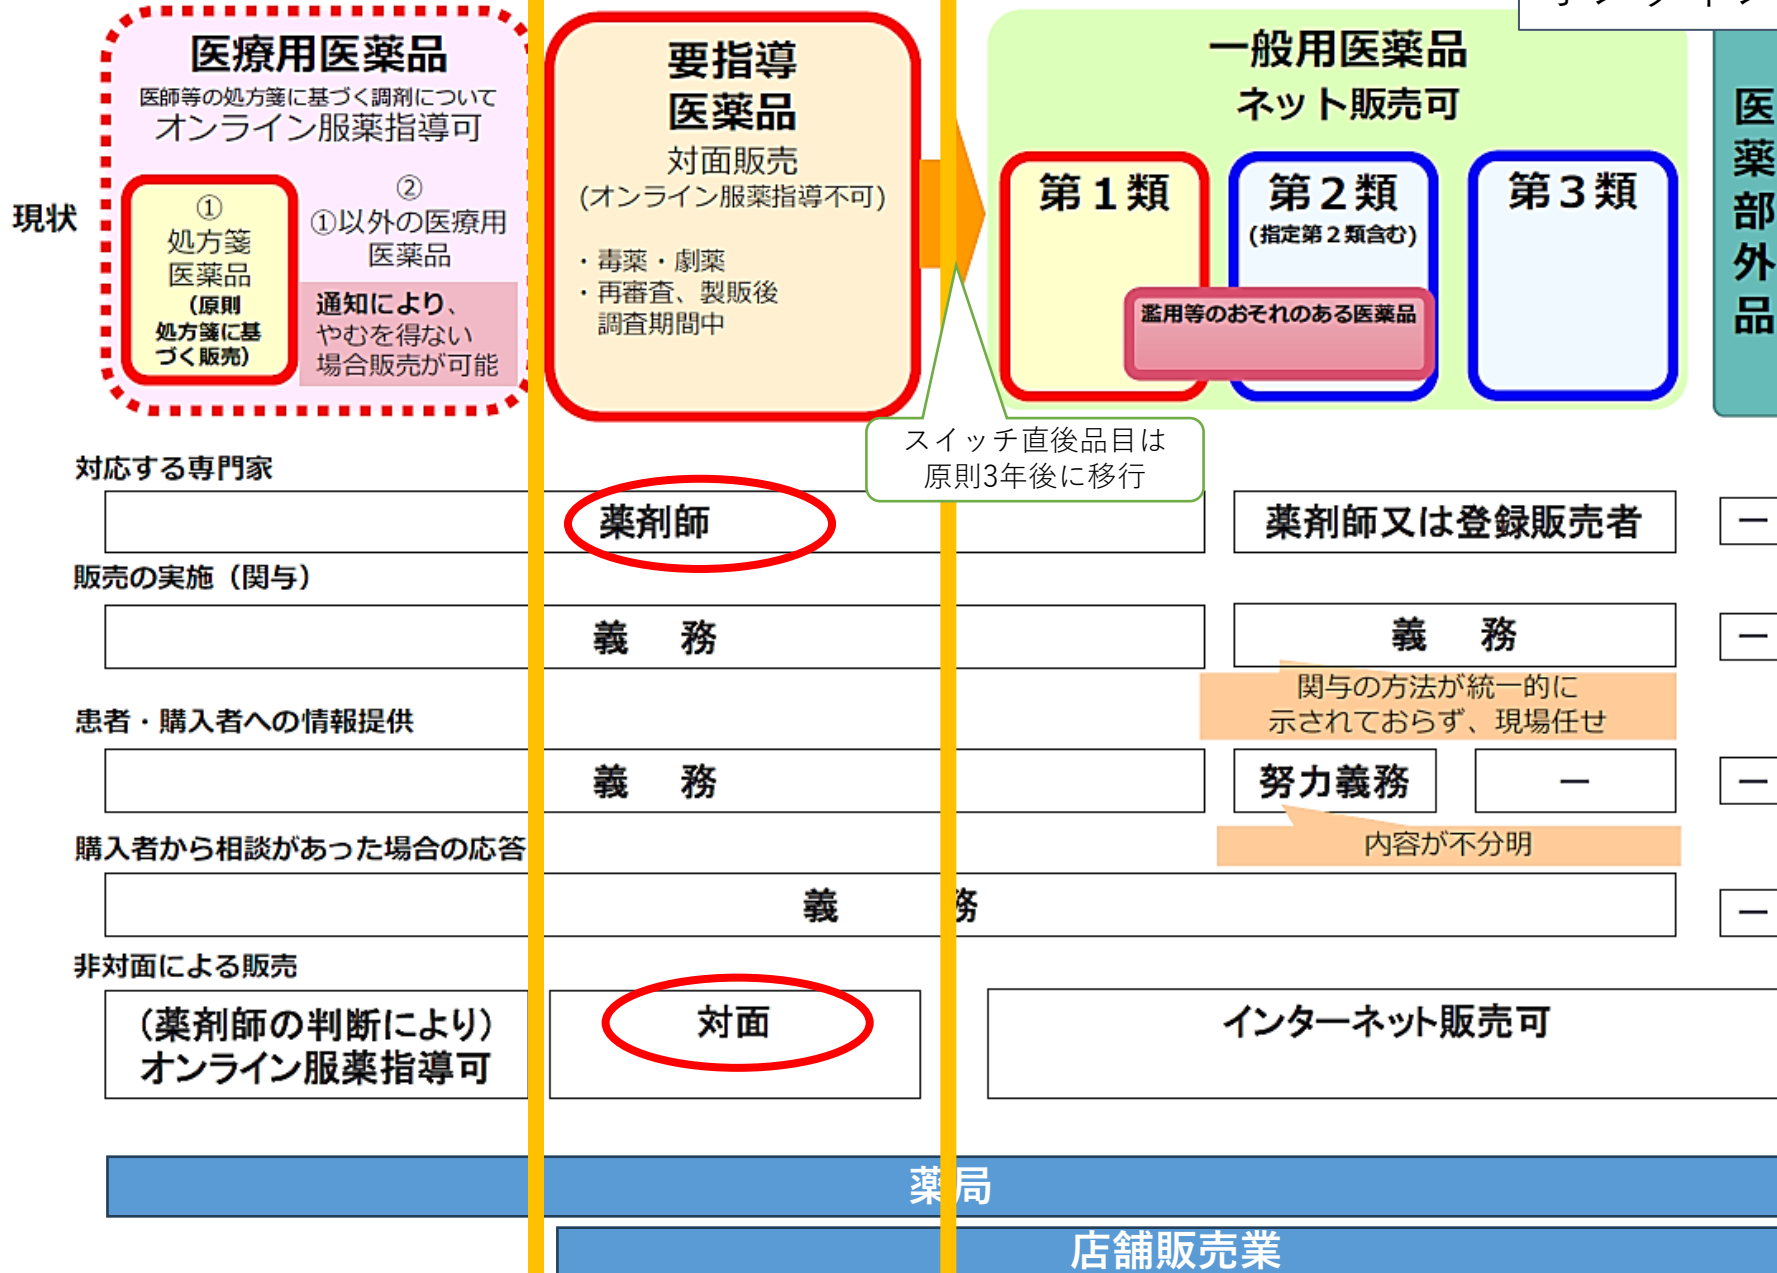 医療用医薬品
医師等の処方箋に基づく調剤について
オンライン服薬指導可
①
処方箋
医薬品
(原則
処方箋に基
づく販売)
②
①以外の医療用
医薬品
通知により、
やむを得ない
場合販売が可能
要指導
医薬品
対面販売
(オンライン服薬指導不可)
・毒薬・劇薬
・再審査、製販後
調査期間中
一般用医薬品
ネット販売可
第1類
第2類
(指定第2類含む)
第3類
濫用等のおそれのある医薬品
医薬部外品
現状
スイッチ直後品目は
原則3年後に移行
対応する専門家
薬剤師
薬剤師又は登録販売者
―
販売の実施（関与）
義　務
義　務
―
関与の方法が統一的に
示されておらず、現場任せ
患者・購入者への情報提供
義　務
努力義務
―
―
内容が不分明
購入者から相談があった場合の応答
義　務
―
非対面による販売
(薬剤師の判断により)
オンライン服薬指導可
対面
インターネット販売可
薬局
店舗販売業